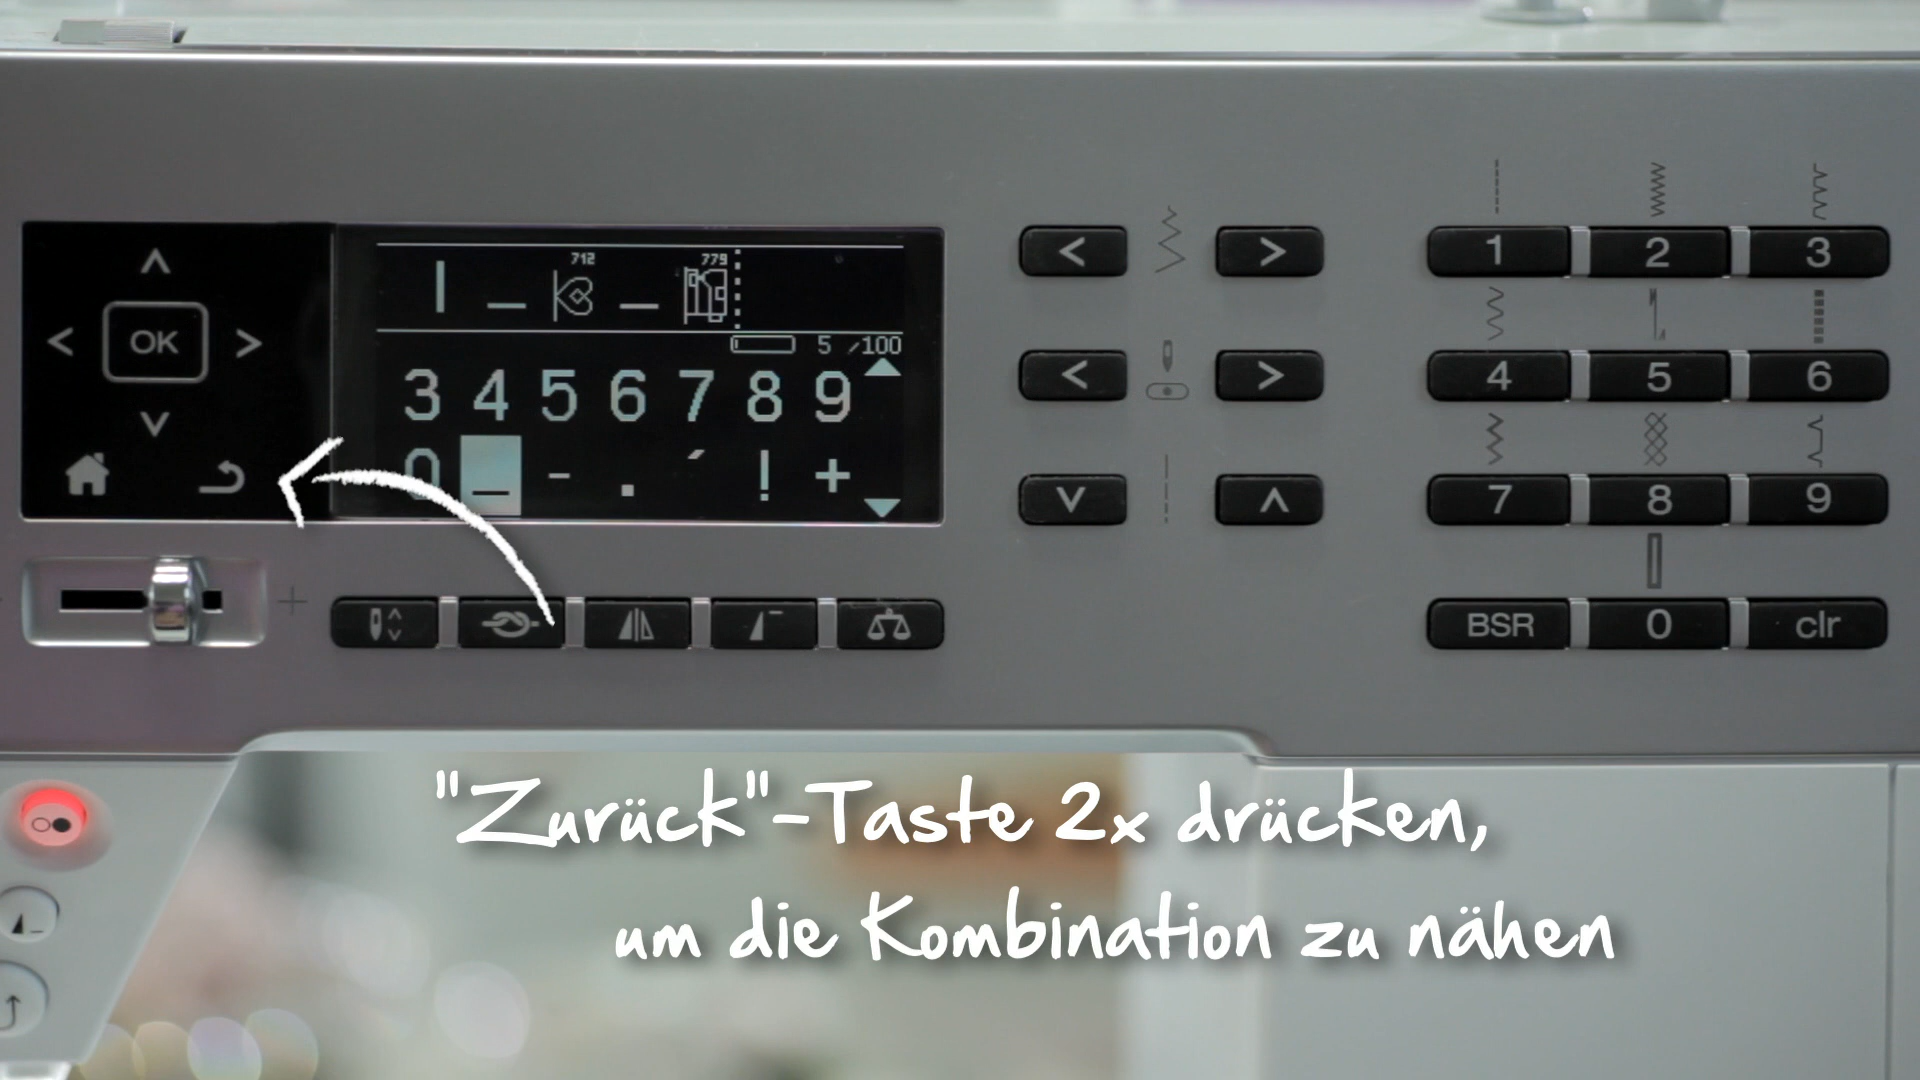 712 779
I _ _
5 / 100
3 4 5 6 7 8 9
0 _ - . ´ ! +
OK
< >
< >
1 2 3
4 5 6
7 8 9
BSR 0 clr
"Zurück"-Taste 2x drücken,
um die Kombination zu nähen